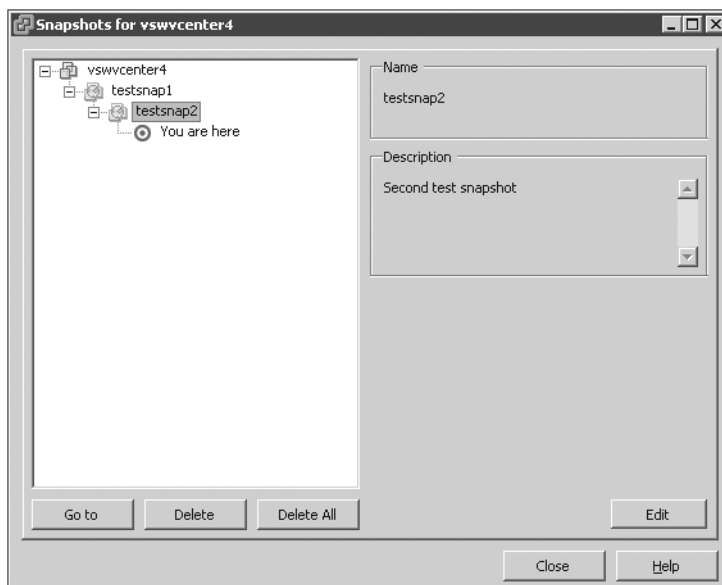 Snapshots for vswvcenter4
vswvcenter4
testsnap1
testsnap2
You are here
Name
testsnap2
Description
Second test snapshot
Go to
Delete
Delete All
Edit
Close
Help